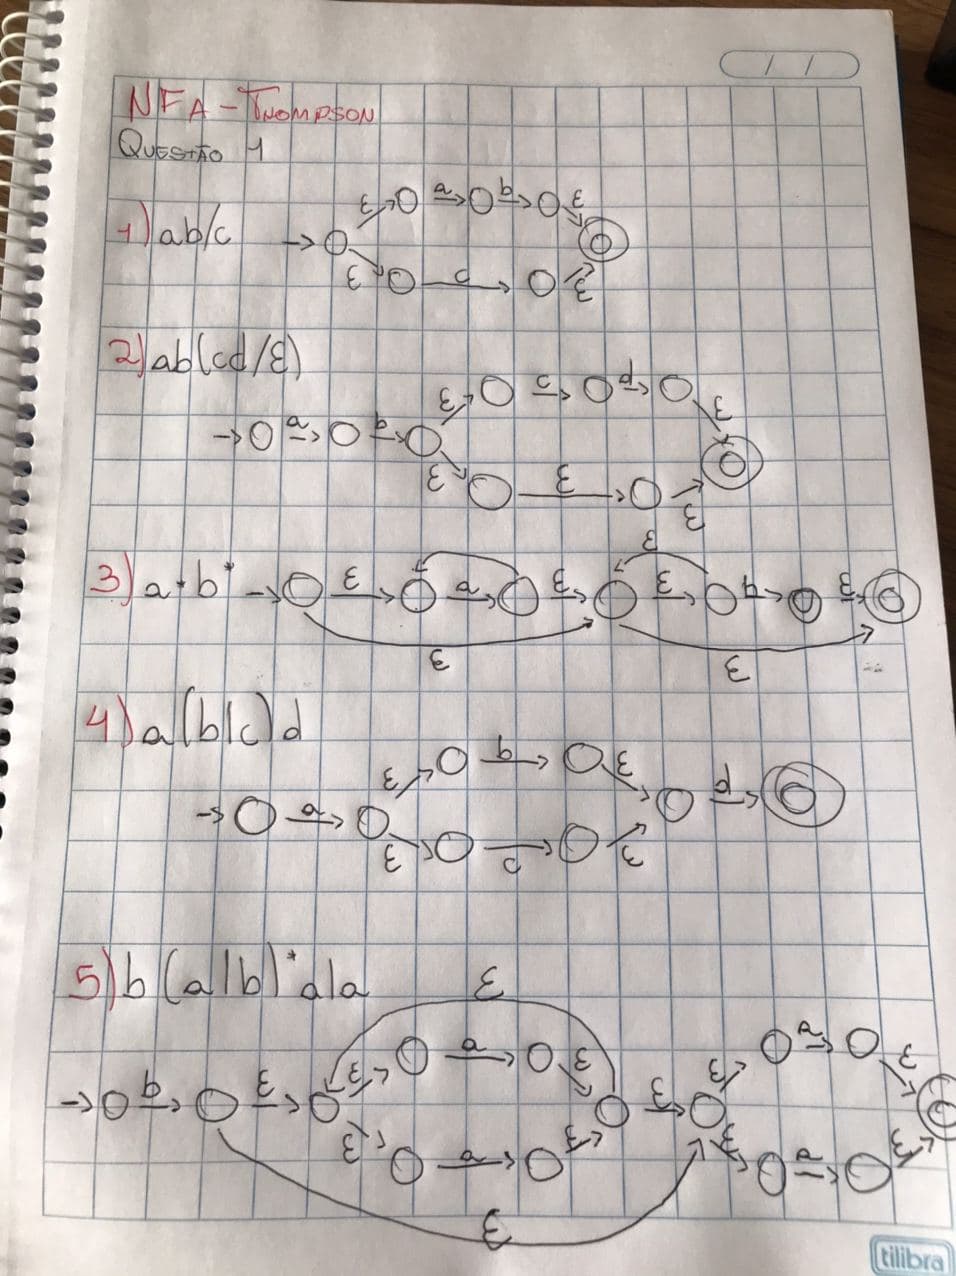 / /
NFA - THOMPSON
QUESTÃO 1
ε a b ε
1) ab/c
ε c ε
2) ab(cd/ε)
ε c d ε
a b
ε ε ε
ε
3) a*b* ε a ε ε b ε
ε ε
4) a(b|c)d
ε b ε
a d
ε c ε
5) b(a|b)*a|a
ε
ε a ε ε a ε
b ε ε
ε a ε ε a ε
ε
tilibra